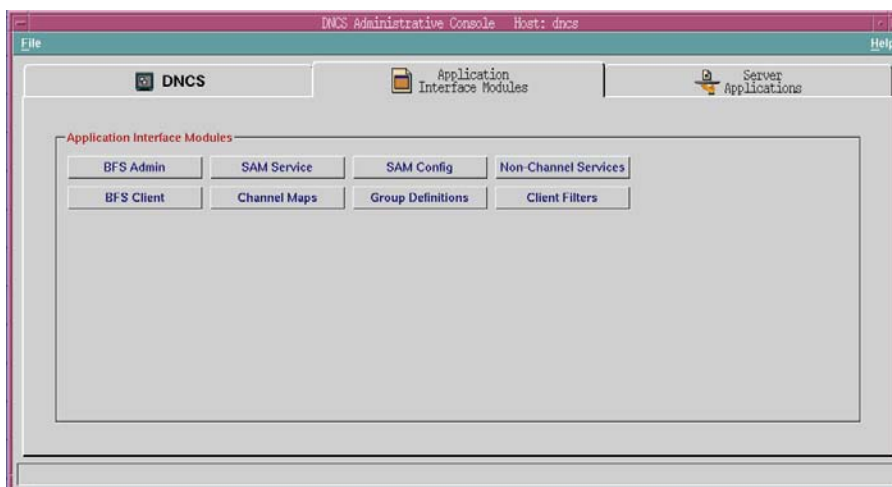 DNCS Administrative Console Host: dncs
File
Help
DNCS
Application
Interface Modules
Server
Applications
Application Interface Modules
BFS Admin
SAM Service
SAM Config
Non-Channel Services
BFS Client
Channel Maps
Group Definitions
Client Filters